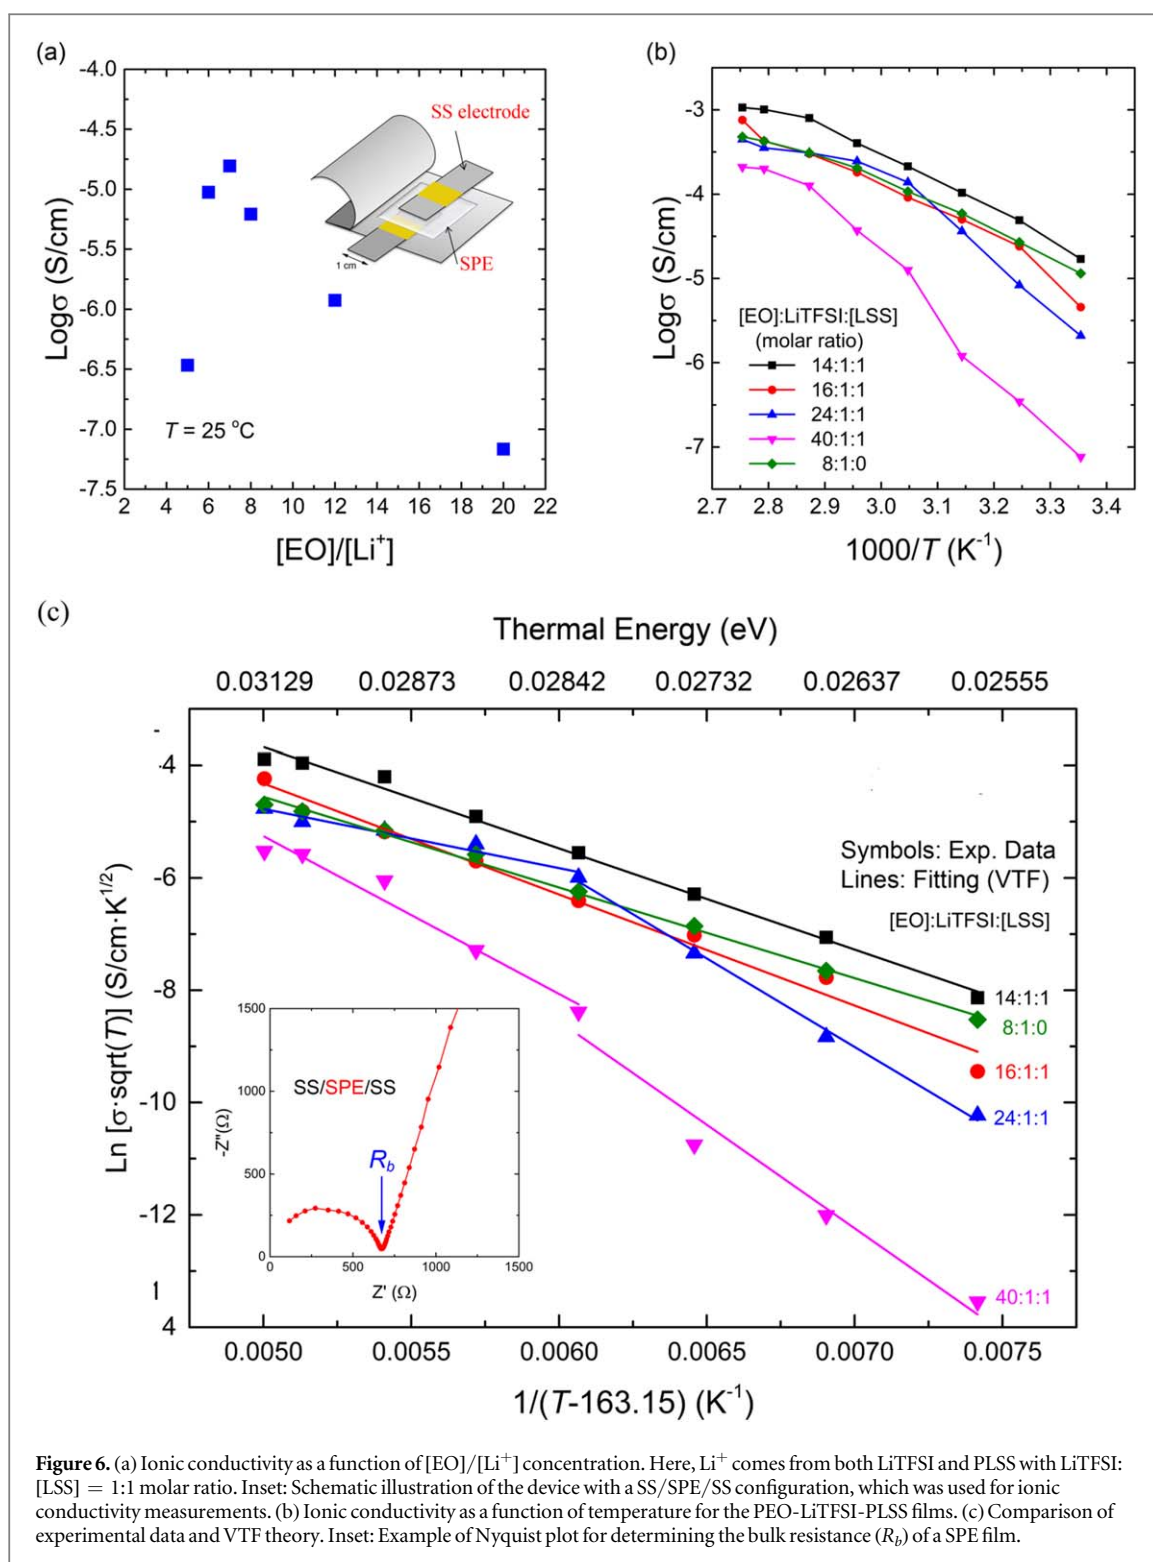 (a)
-4.0
-4.5
-5.0
-5.5
-6.0
-6.5
-7.0
-7.5
Logσ (S/cm)
SS electrode
SPE
1 cm
T = 25 °C
2 4 6 8 10 12 14 16 18 20 22
[EO]/[Li⁺]
(b)
-3
-4
-5
-6
-7
Logσ (S/cm)
[EO]:LiTFSI:[LSS]
(molar ratio)
14:1:1
16:1:1
24:1:1
40:1:1
8:1:0
2.7 2.8 2.9 3.0 3.1 3.2 3.3 3.4
1000/T (K⁻¹)
(c)
Thermal Energy (eV)
0.03129 0.02873 0.02842 0.02732 0.02637 0.02555
-4
-6
-8
-10
-12
1
4
Ln [σ·sqrt(T)] (S/cm·K^1/2)
Symbols: Exp. Data
Lines: Fitting (VTF)
[EO]:LiTFSI:[LSS]
14:1:1
8:1:0
16:1:1
24:1:1
40:1:1
1500
1000
500
0
-Z"(Ω)
SS/SPE/SS
R_b
0 500 1000 1500
Z' (Ω)
0.0050 0.0055 0.0060 0.0065 0.0070 0.0075
1/(T-163.15) (K⁻¹)
Figure 6. (a) Ionic conductivity as a function of [EO]/[Li⁺] concentration. Here, Li⁺ comes from both LiTFSI and PLSS with LiTFSI:
[LSS] = 1:1 molar ratio. Inset: Schematic illustration of the device with a SS/SPE/SS configuration, which was used for ionic
conductivity measurements. (b) Ionic conductivity as a function of temperature for the PEO-LiTFSI-PLSS films. (c) Comparison of
experimental data and VTF theory. Inset: Example of Nyquist plot for determining the bulk resistance (R_b) of a SPE film.